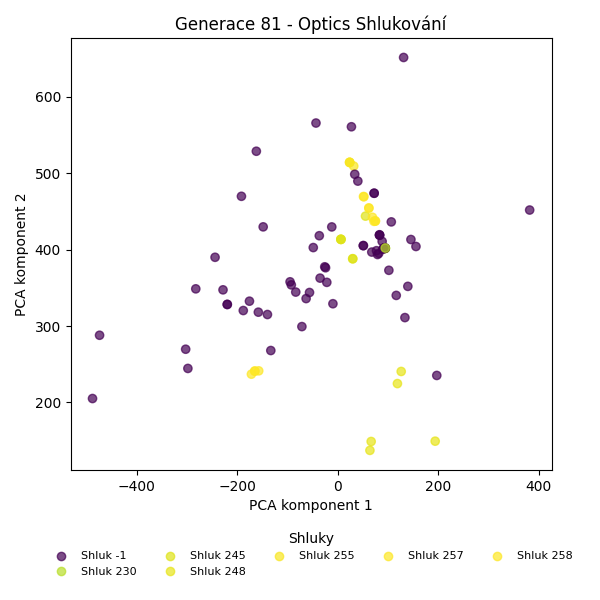 Generace 81 - Optics Shlukování
PCA komponent 2
600
500
400
300
200
−400
−200
0
200
400
PCA komponent 1
Shluky
Shluk -1
Shluk 245
Shluk 255
Shluk 257
Shluk 258
Shluk 230
Shluk 248